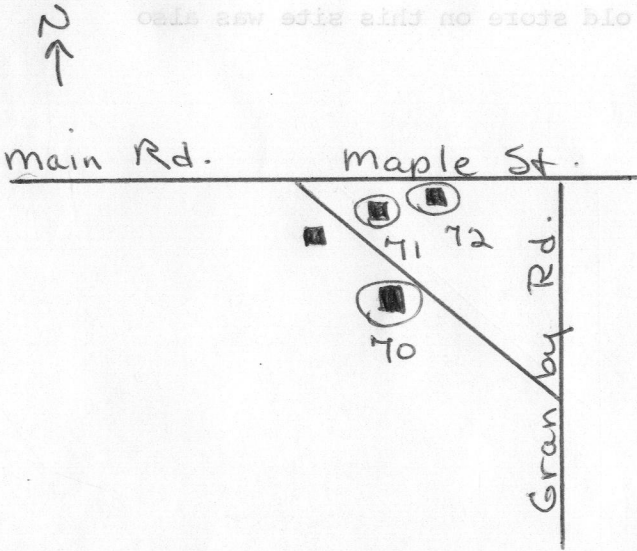 old store on this site was also
N
Main Rd.
Maple St.
71
72
70
Granby Rd.